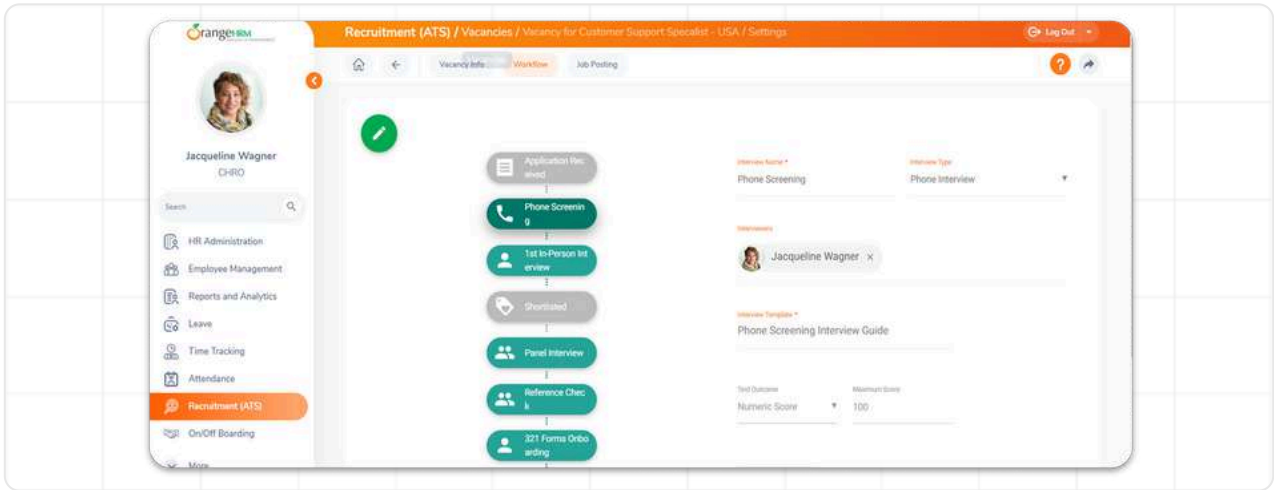 OrangeHRM
Recruitment (ATS) / Vacancies / Vacancy for Customer Support Specalist - USA / Settings
Log Out
Vacancy Info
Workflow
Job Posting
?
Jacqueline Wagner
CHRO
Search
HR Administration
Employee Management
Reports and Analytics
Leave
Time Tracking
Attendance
Recruitment (ATS)
On/Off Boarding
More
Application Rec
eived
Phone Screenin
g
1st In-Person Int
erview
Shortlisted
Panel Interview
Reference Chec
k
321 Forms Onbo
arding
Interview Name *
Phone Screening
Interview Type
Phone Interview
Interviewers
Jacqueline Wagner ×
Interview Template *
Phone Screening Interview Guide
Test Outcome
Numeric Score
Maximum Score
100